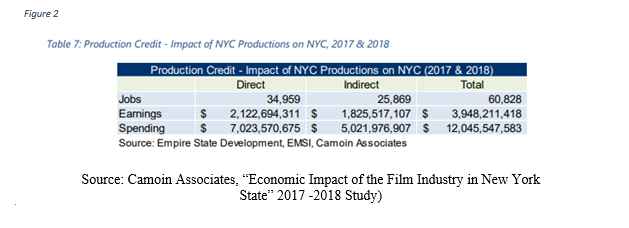 Figure 2
Table 7: Production Credit - Impact of NYC Productions on NYC, 2017 & 2018
Production Credit - Impact of NYC Productions on NYC (2017 & 2018)
Direct Indirect Total
Jobs 34,959 25,869 60,828
Earnings $ 2,122,694,311 $ 1,825,517,107 $ 3,948,211,418
Spending $ 7,023,570,675 $ 5,021,976,907 $ 12,045,547,583
Source: Empire State Development, EMSI, Camoin Associates
Source: Camoin Associates, “Economic Impact of the Film Industry in New York
State” 2017 -2018 Study)